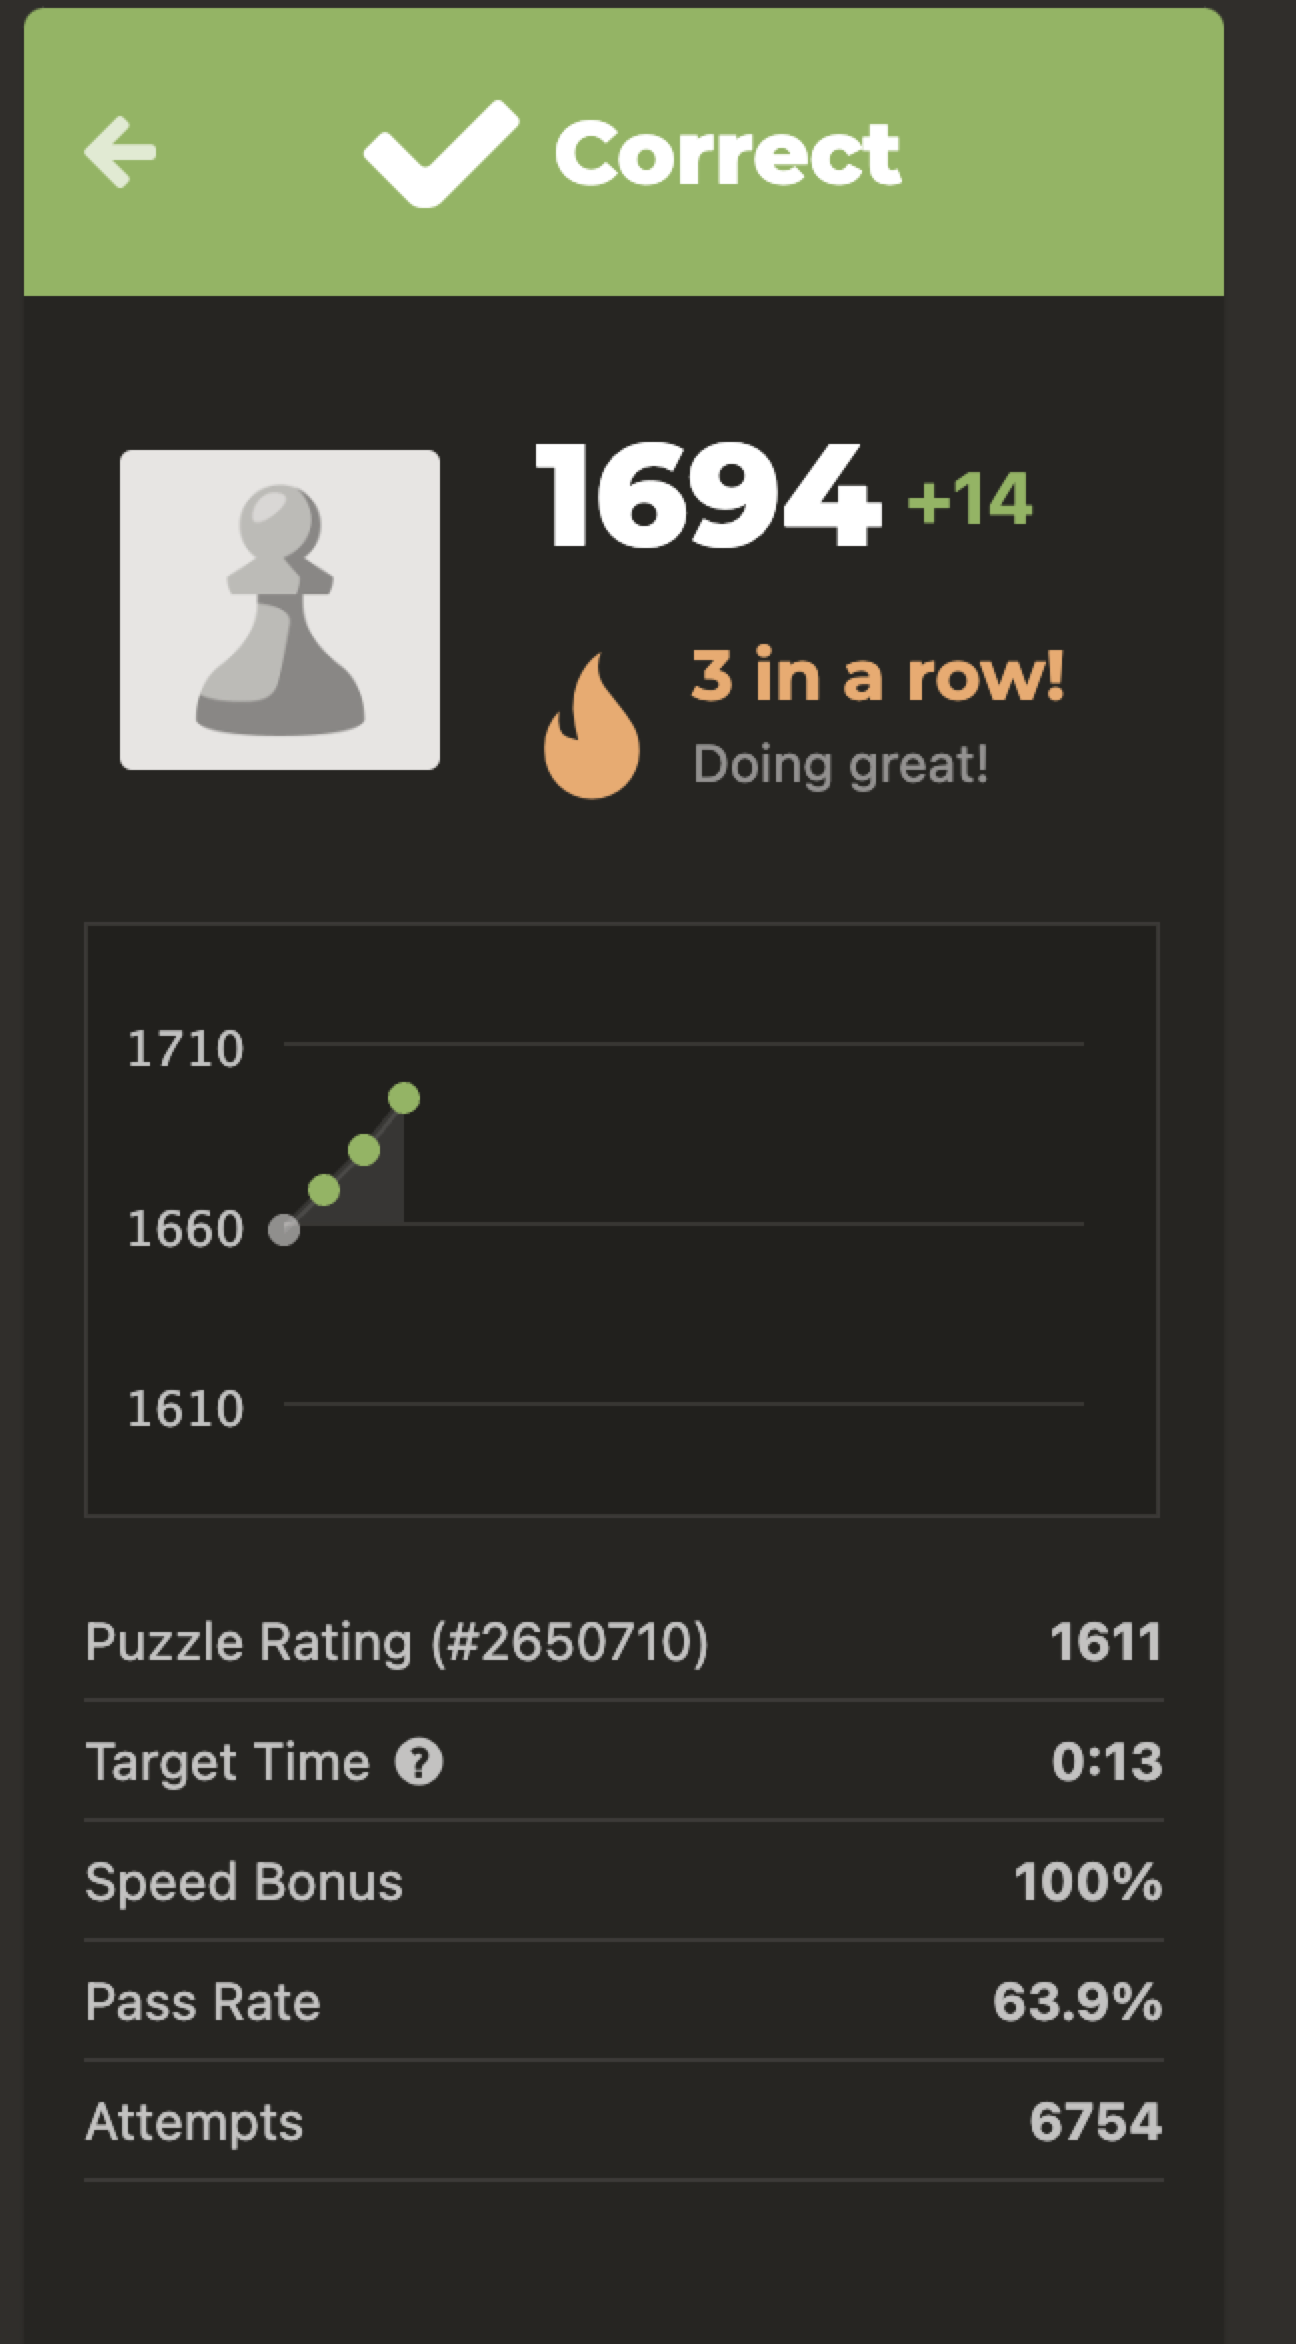 Correct
1694 +14
3 in a row!
Doing great!
1710
1660
1610
Puzzle Rating (#2650710) 1611
Target Time ? 0:13
Speed Bonus 100%
Pass Rate 63.9%
Attempts 6754